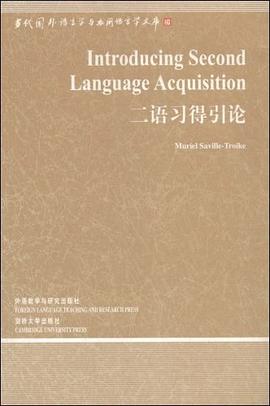 当代国外语言学与应用语言学文库
Introducing Second
Language Acquisition
二语习得引论
Muriel Saville-Troike
外语教学与研究出版社
FOREIGN LANGUAGE TEACHING AND RESEARCH PRESS
剑桥大学出版社
CAMBRIDGE UNIVERSITY PRESS